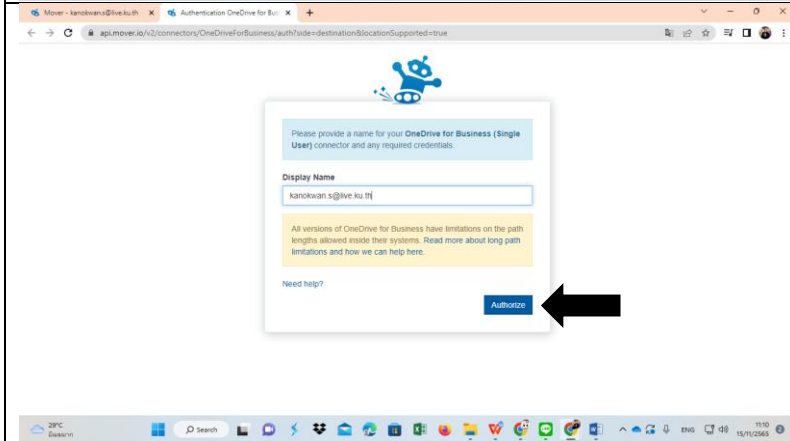 Mover - kanokwan.s@live.ku.th
Authentication OneDrive for Bus
api.mover.io/v2/connectors/OneDriveForBusiness/auth?side=destination&locationSupported=true
Please provide a name for your OneDrive for Business (Single
User) connector and any required credentials.
Display Name
kanokwan.s@live.ku.th
All versions of OneDrive for Business have limitations on the path
lengths allowed inside their systems. Read more about long path
limitations and how we can help here.
Need help?
Authorize
29°C
Search
ENG
11:10
15/11/2565